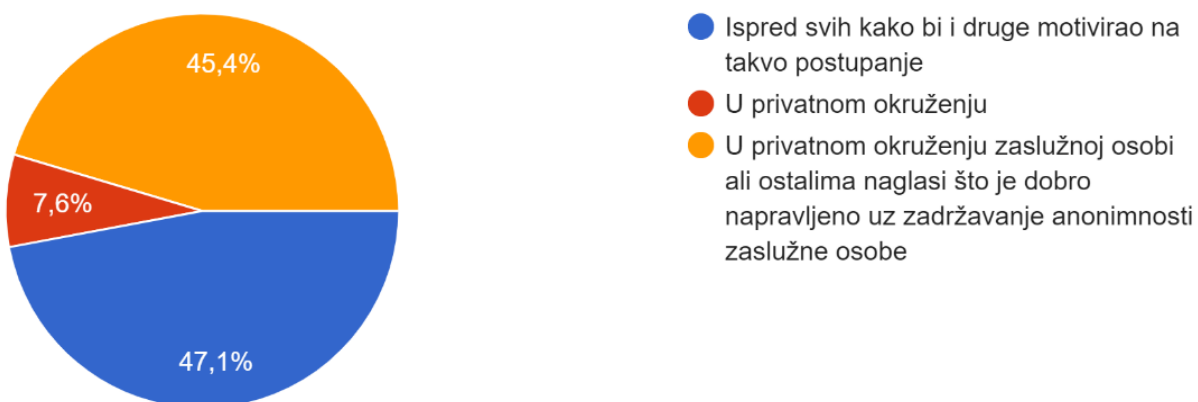 45,4%
7,6%
47,1%
Ispred svih kako bi i druge motivirao na
takvo postupanje
U privatnom okruženju
U privatnom okruženju zaslužnoj osobi
ali ostalima naglasi što je dobro
napravljeno uz zadržavanje anonimnosti
zaslužne osobe